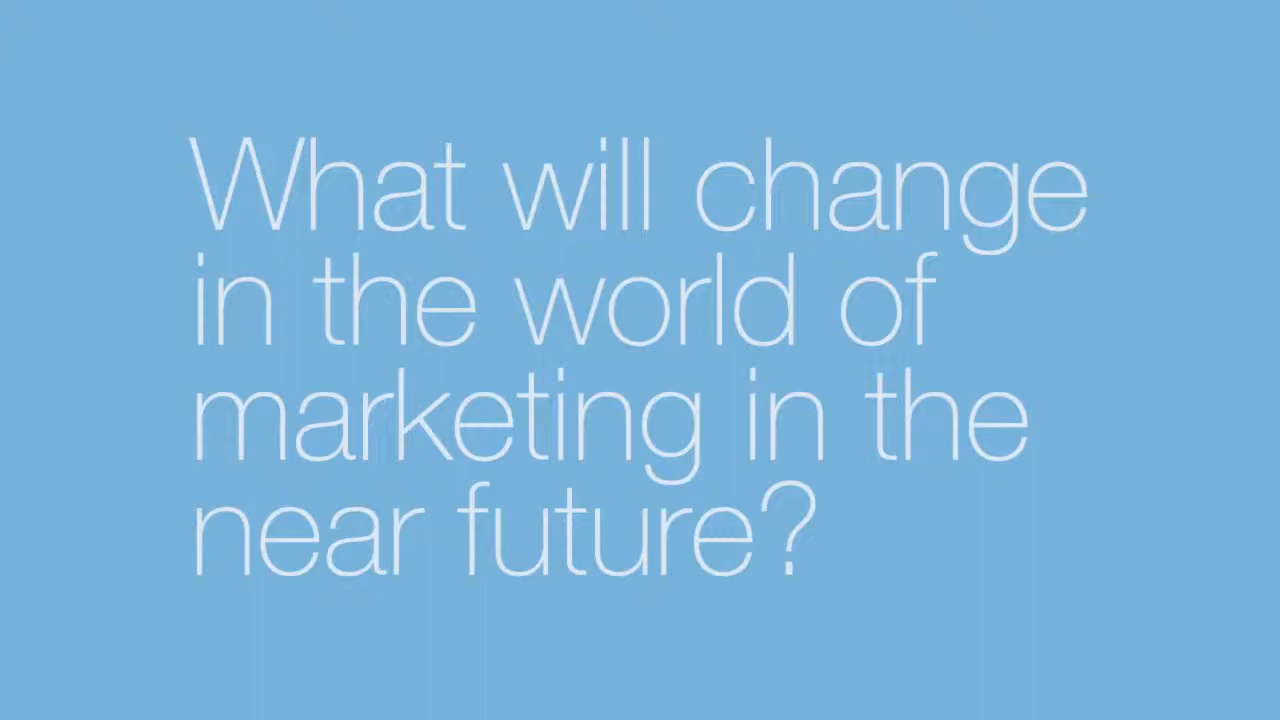 What will change
in the world of
marketing in the
near future?